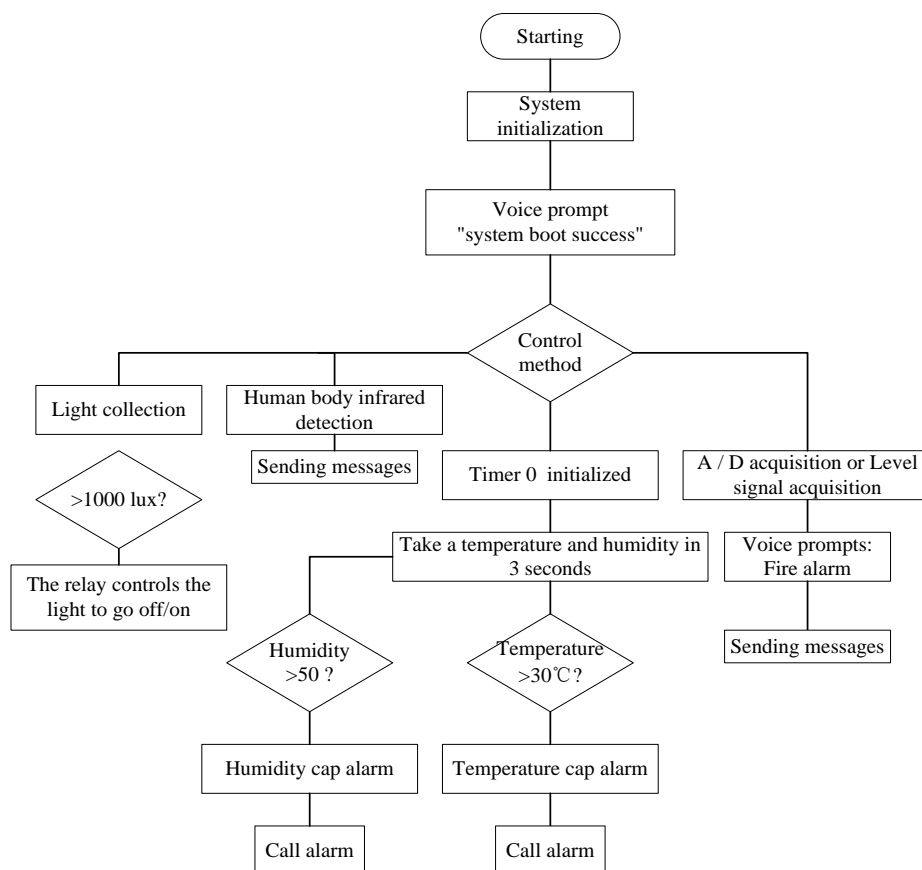 Starting
System
initialization
Voice prompt
"system boot success"
Control
method
Light collection
Human body infrared
detection
Sending messages
>1000 lux?
The relay controls the
light to go off/on
Timer 0 initialized
Take a temperature and humidity in
3 seconds
Humidity
>50 ?
Temperature
>30℃?
Humidity cap alarm
Temperature cap alarm
Call alarm
Call alarm
A / D acquisition or Level
signal acquisition
Voice prompts:
Fire alarm
Sending messages